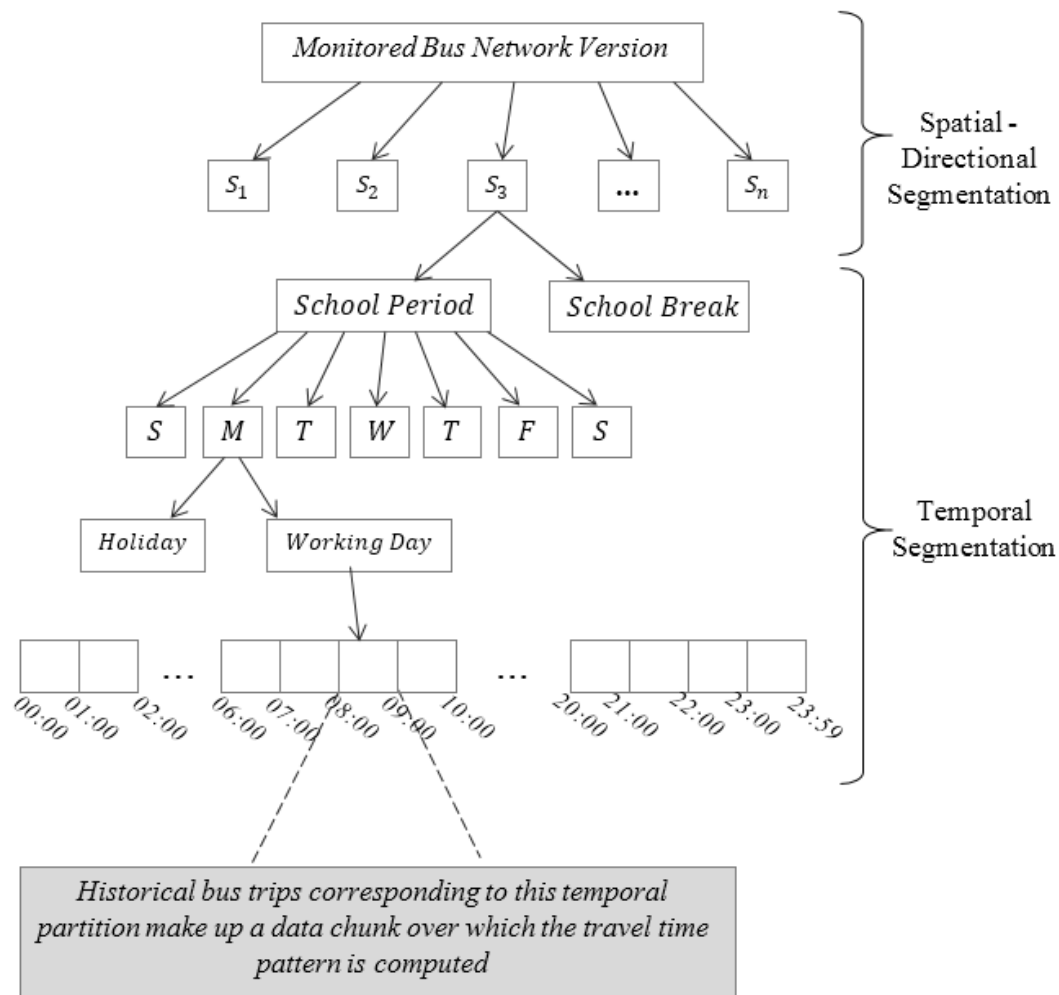 Monitored Bus Network Version
Spatial -
Directional
Segmentation
S₁ S₂ S₃ ... Sₙ
School Period School Break
S M T W T F S
Holiday Working Day
Temporal
Segmentation
... ...
00:00 01:00 02:00 06:00 07:00 08:00 09:00 10:00 20:00 21:00 22:00 23:00 23:59
Historical bus trips corresponding to this temporal
partition make up a data chunk over which the travel time
pattern is computed